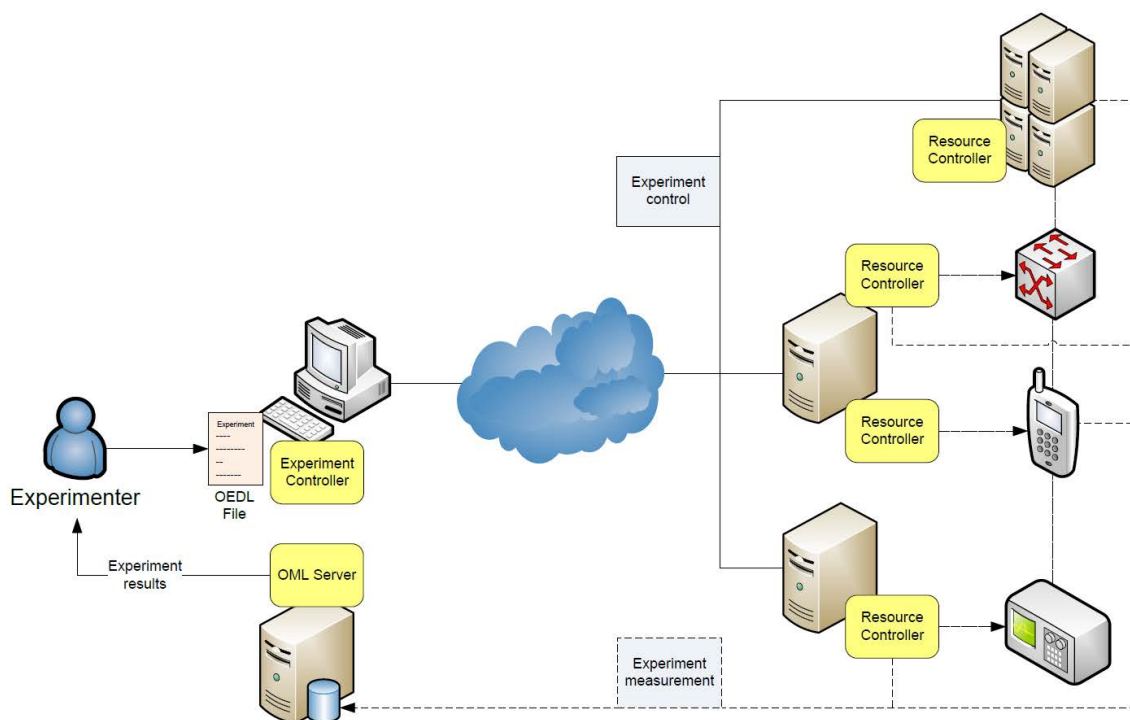 Resource
Controller
Experiment
control
Resource
Controller
Experiment
Resource
Controller
Experiment
Controller
OEDL
File
Experimenter
Experiment
results
OML Server
Resource
Controller
Experiment
measurement